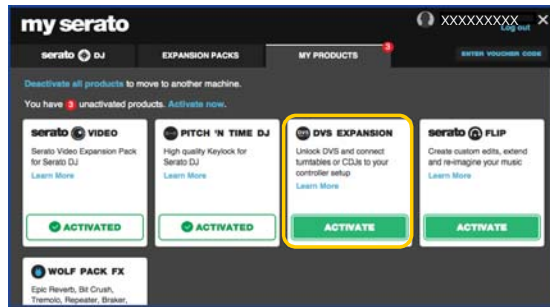 my serato
XXXXXXXXX ×
Log out
serato DJ
EXPANSION PACKS
MY PRODUCTS
3
ENTER VOUCHER CODE
Deactivate all products to move to another machine.
You have 3 unactivated products. Activate now.
serato VIDEO
Serato Video Expansion Pack
for Serato DJ
Learn More
ACTIVATED
PITCH 'N TIME DJ
High quality Keylock for
Serato DJ
Learn More
ACTIVATED
DVS EXPANSION
Unlock DVS and connect
turntables or CDJs to your
controller setup
Learn More
ACTIVATE
serato FLIP
Create custom edits, extend
and re-imagine your music
Learn More
ACTIVATE
WOLF PACK FX
Epic Reverb, Bit Crush,
Tremolo, Repeater, Braker,